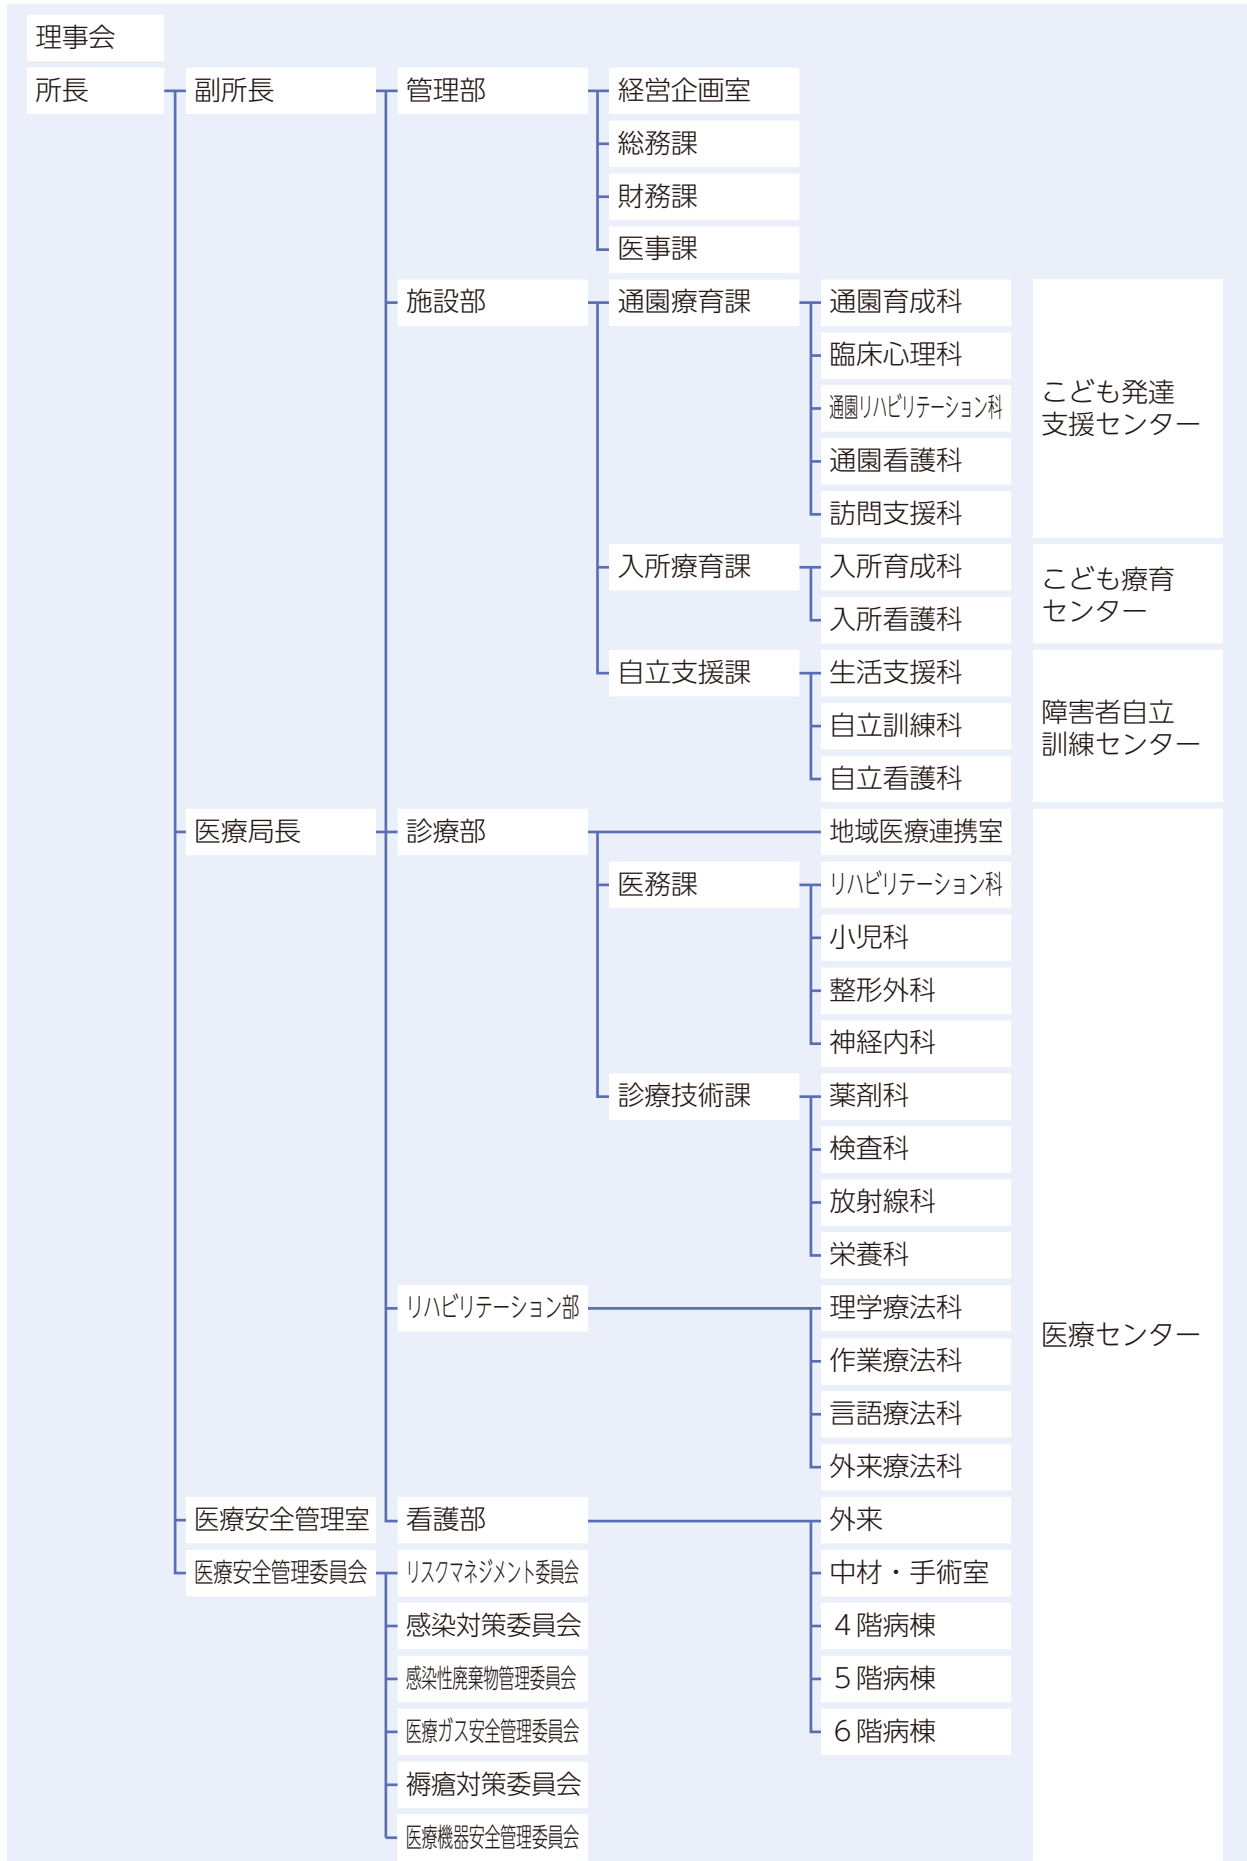 理事会
所長
副所長
管理部
経営企画室
総務課
財務課
医事課
施設部
通園療育課
通園育成科
臨床心理科
通園リハビリテーション科
通園看護科
訪問支援科
こども発達
支援センター
入所療育課
入所育成科
入所看護科
こども療育
センター
自立支援課
生活支援科
自立訓練科
自立看護科
障害者自立
訓練センター
医療局長
診療部
地域医療連携室
医務課
リハビリテーション科
小児科
整形外科
神経内科
診療技術課
薬剤科
検査科
放射線科
栄養科
リハビリテーション部
理学療法科
作業療法科
言語療法科
外来療法科
医療センター
医療安全管理室
看護部
外来
中材・手術室
4階病棟
5階病棟
6階病棟
医療安全管理委員会
リスクマネジメント委員会
感染対策委員会
感染性廃棄物管理委員会
医療ガス安全管理委員会
褥瘡対策委員会
医療機器安全管理委員会